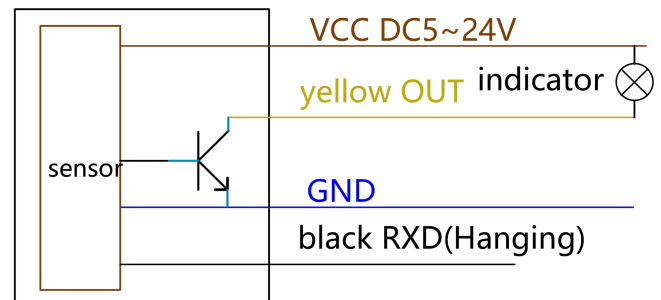 VCC DC5~24V
indicator
yellow OUT
sensor
GND
black RXD(Hanging)